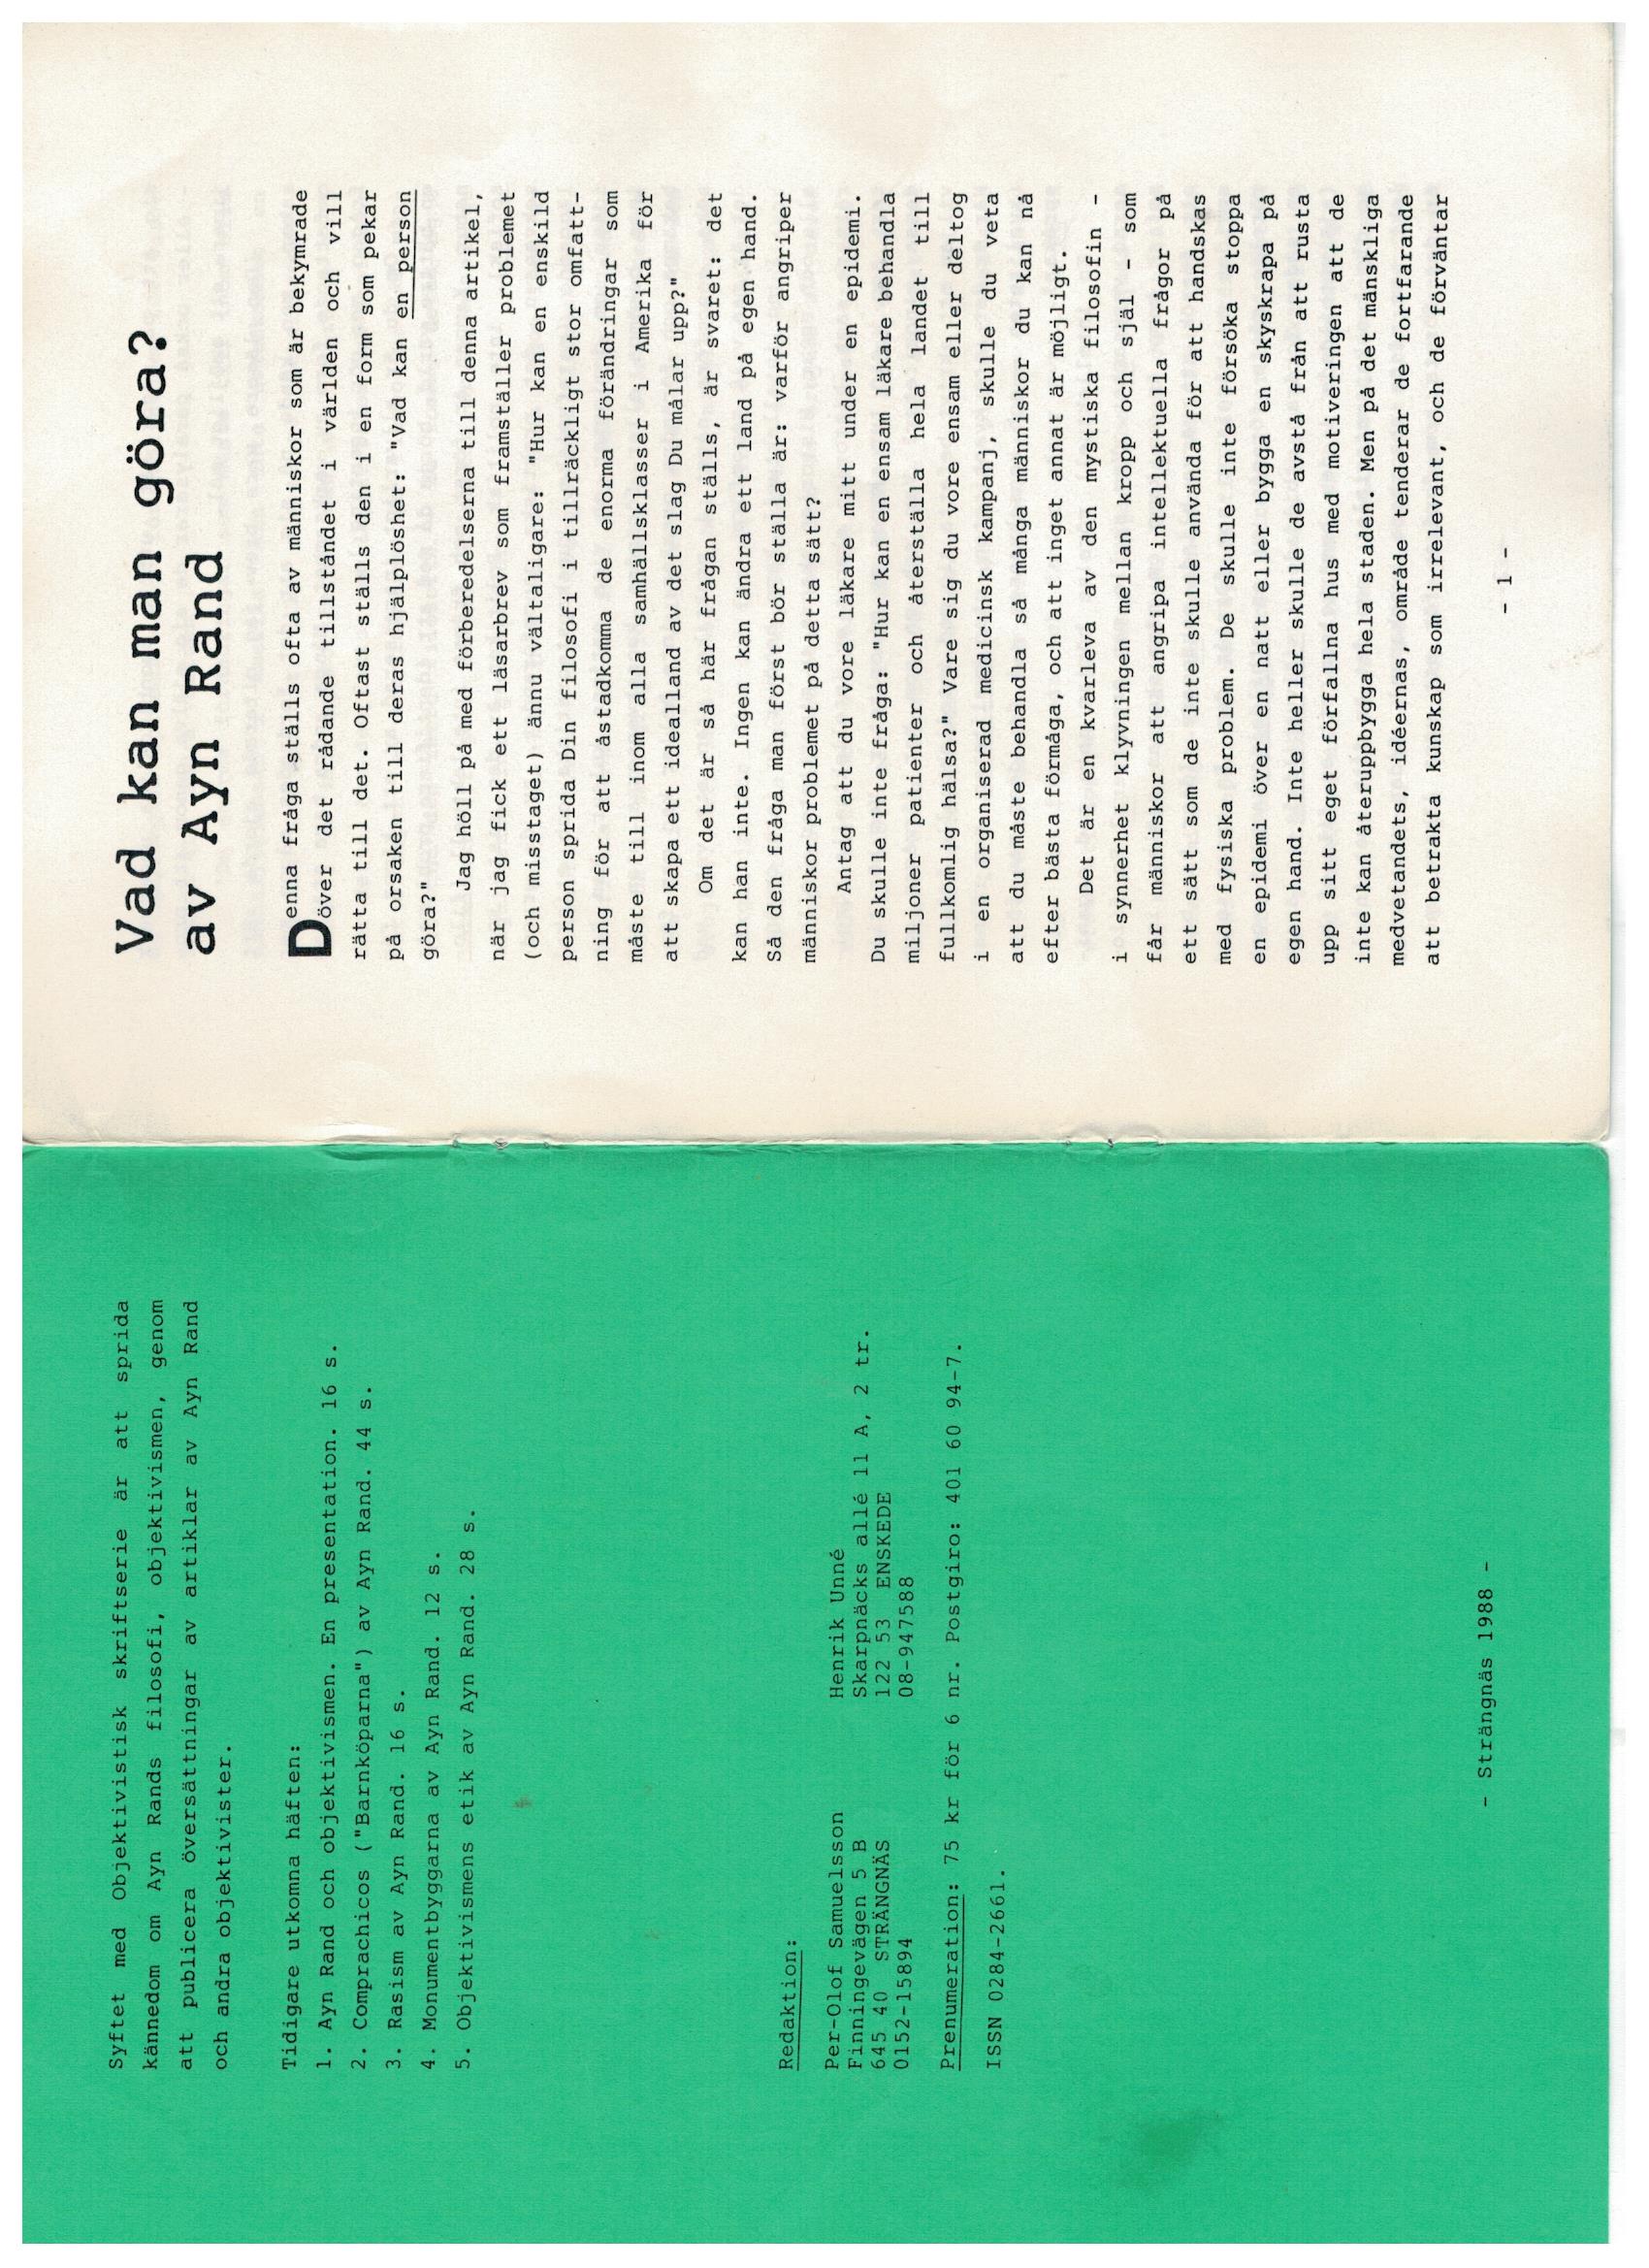 Syftet med Objektivistisk skriftserie är att sprida
kännedom om Ayn Rands filosofi, objektivismen, genom
att publicera översättningar av artiklar av Ayn Rand
och andra objektivister.
Tidigare utkomna häften:
1. Ayn Rand och objektivismen. En presentation. 16 s.
2. Comprachicos ("Barnköparna") av Ayn Rand. 44 s.
3. Rasism av Ayn Rand. 16 s.
4. Monumentbyggarna av Ayn Rand. 12 s.
5. Objektivismens etik av Ayn Rand. 28 s.
Redaktion:
Per-Olof Samuelsson
Finningevägen 5 B
645 40 STRÄNGNÄS
0152-15894
Henrik Unné
Skarpnäcks allé 11 A, 2 tr.
122 53 ENSKEDE
08-947588
Prenumeration: 75 kr för 6 nr. Postgiro: 401 60 94-7.
ISSN 0284-2661.
- Strängnäs 1988 -
Vad kan man göra?
av Ayn Rand
Denna fråga ställs ofta av människor som är bekymrade
över det rådande tillståndet i världen och vill
rätta till det. Oftast ställs den i en form som pekar
på orsaken till deras hjälplöshet: "Vad kan en person
göra?"
Jag höll på med förberedelserna till denna artikel,
när jag fick ett läsarbrev som framställer problemet
(och misstaget) ännu vältaligare: "Hur kan en enskild
person sprida Din filosofi i tillräckligt stor omfatt-
ning för att åstadkomma de enorma förändringar som
måste till inom alla samhällsklasser i Amerika för
att skapa ett idealland av det slag Du målar upp?"
Om det är så här frågan ställs, är svaret: det
kan han inte. Ingen kan ändra ett land på egen hand.
Så den fråga man först bör ställa är: varför angriper
människor problemet på detta sätt?
Antag att du vore läkare mitt under en epidemi.
Du skulle inte fråga: "Hur kan en ensam läkare behandla
miljoner patienter och återställa hela landet till
fullkomlig hälsa?" Vare sig du vore ensam eller deltog
i en organiserad medicinsk kampanj, skulle du veta
att du måste behandla så många människor du kan nå
efter bästa förmåga, och att inget annat är möjligt.
Det är en kvarleva av den mystiska filosofin -
i synnerhet klyvningen mellan kropp och själ - som
får människor att angripa intellektuella frågor på
ett sätt som de inte skulle använda för att handskas
med fysiska problem. De skulle inte försöka stoppa
en epidemi över en natt eller bygga en skyskrapa på
egen hand. Inte heller skulle de avstå från att rusta
upp sitt eget förfallna hus med motiveringen att de
inte kan återuppbygga hela staden. Men på det mänskliga
medvetandets, idéernas, område tenderar de fortfarande
att betrakta kunskap som irrelevant, och de förväntar
- 1 -